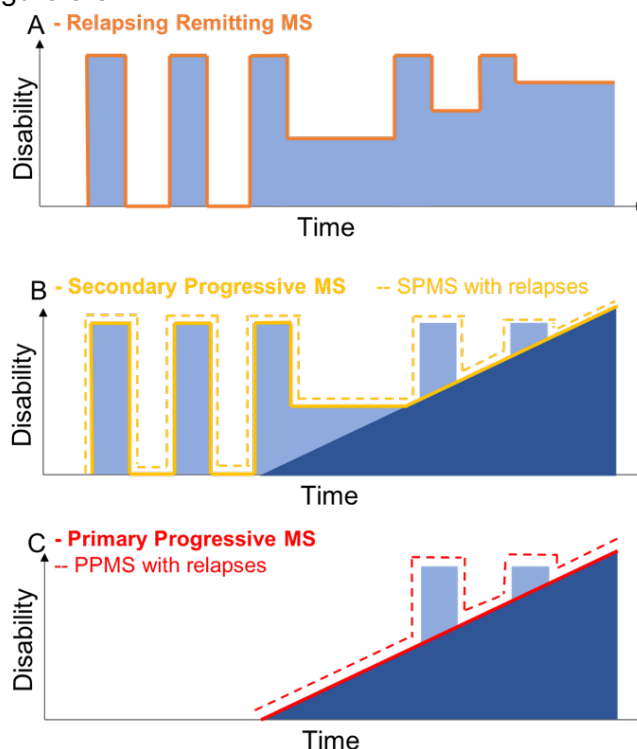 A - Relapsing Remitting MS
Disability
Time
B - Secondary Progressive MS -- SPMS with relapses
Disability
Time
C - Primary Progressive MS
-- PPMS with relapses
Disability
Time